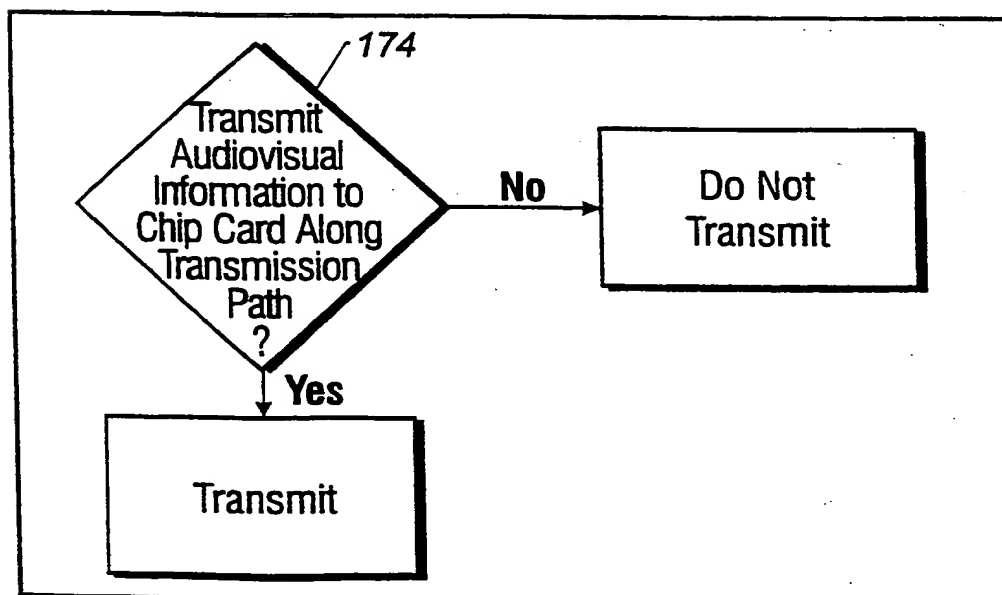 174
Transmit
Audiovisual
Information to
Chip Card Along
Transmission
Path
?
No
Do Not
Transmit
Yes
Transmit